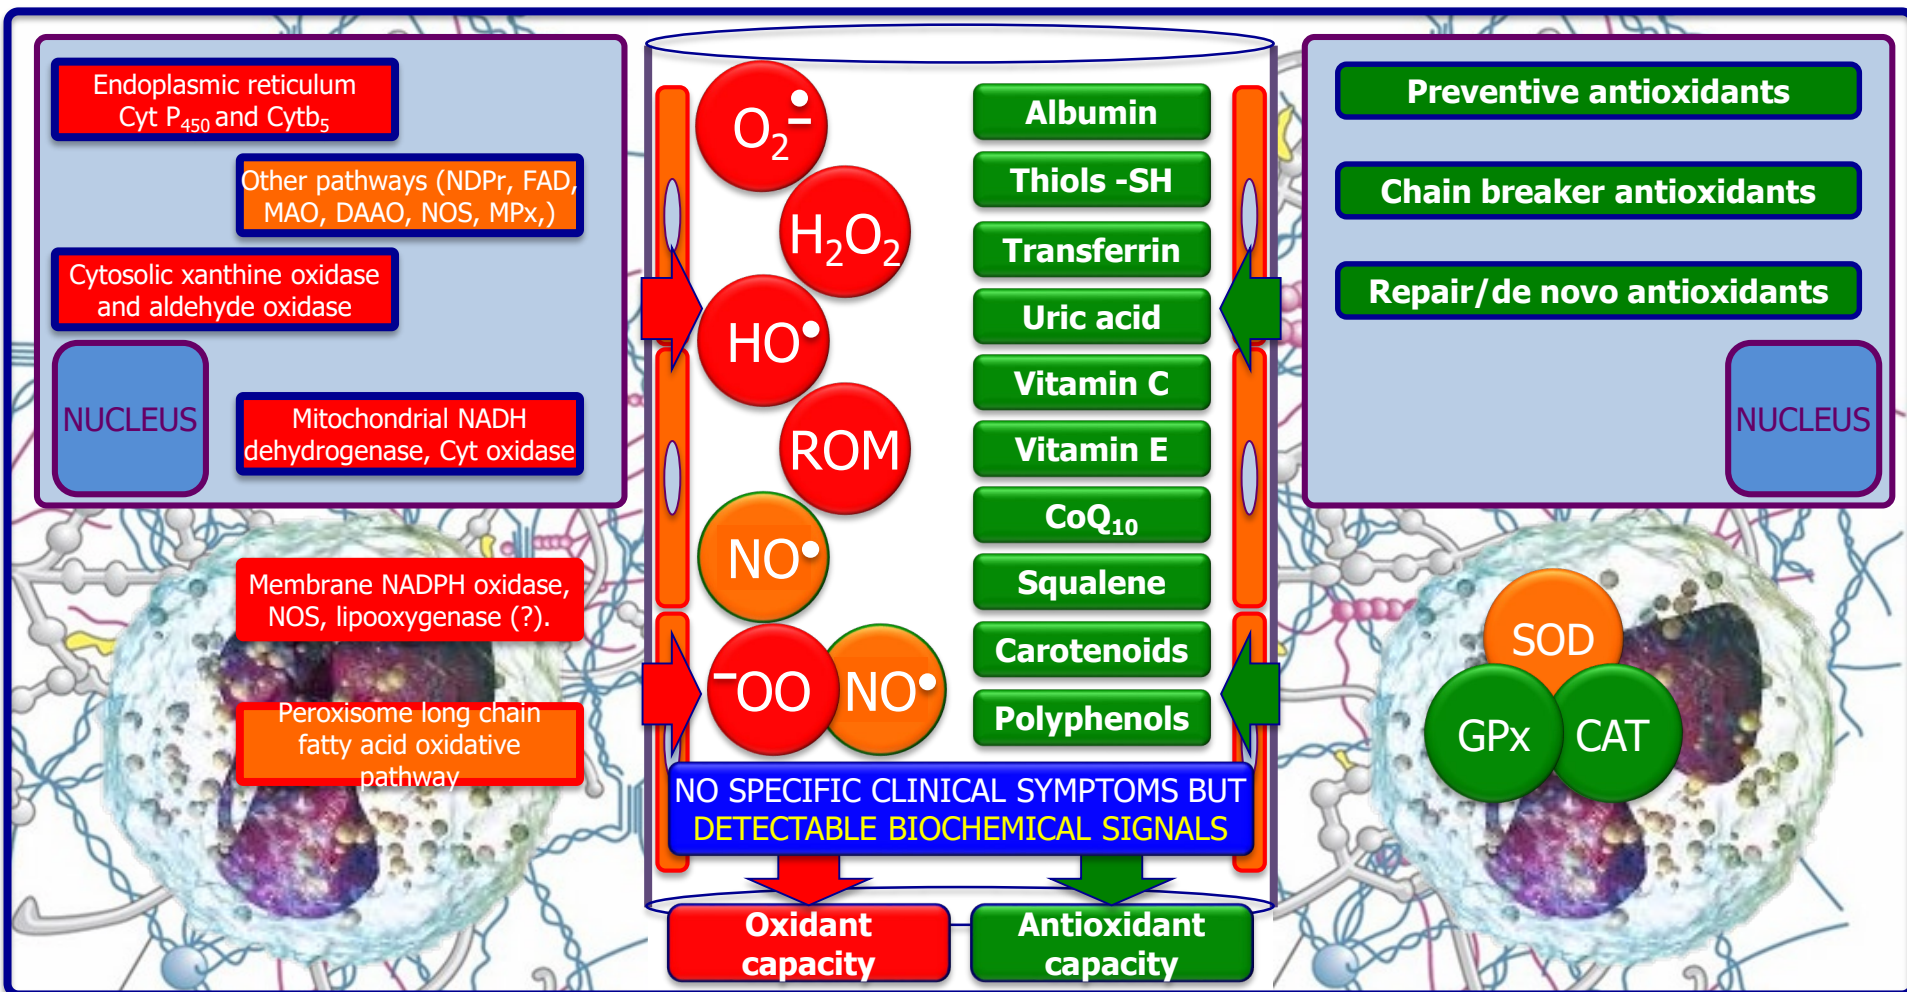 Endoplasmic reticulum
Cyt P₄₅₀ and Cytb₅
Other pathways (NDPr, FAD,
MAO, DAAO, NOS, MPx,)
Cytosolic xanthine oxidase
and aldehyde oxidase
NUCLEUS
Mitochondrial NADH
dehydrogenase, Cyt oxidase
Membrane NADPH oxidase,
NOS, lipooxygenase (?).
Peroxisome long chain
fatty acid oxidative
pathway
O₂•−
H₂O₂
HO•
ROM
NO•
⁻OO
NO•
Albumin
Thiols -SH
Transferrin
Uric acid
Vitamin C
Vitamin E
CoQ₁₀
Squalene
Carotenoids
Polyphenols
NO SPECIFIC CLINICAL SYMPTOMS BUT
DETECTABLE BIOCHEMICAL SIGNALS
Oxidant
capacity
Antioxidant
capacity
Preventive antioxidants
Chain breaker antioxidants
Repair/de novo antioxidants
NUCLEUS
SOD
GPx
CAT